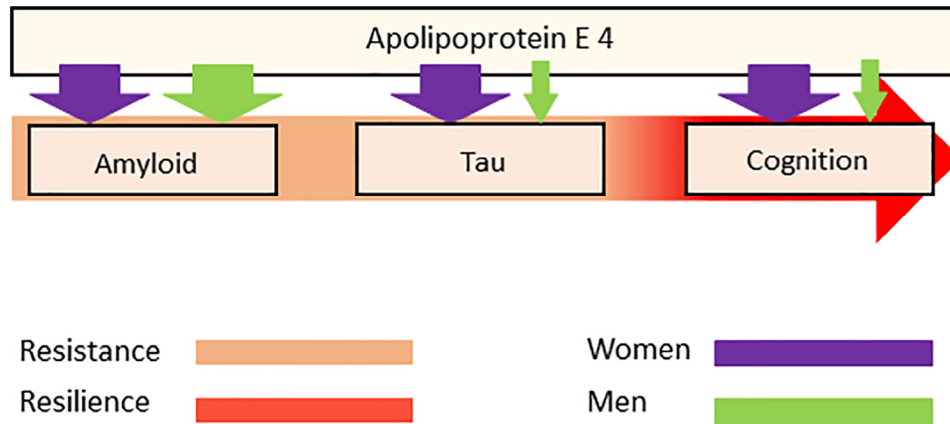 Apolipoprotein E 4
Amyloid
Tau
Cognition
Resistance
Women
Resilience
Men